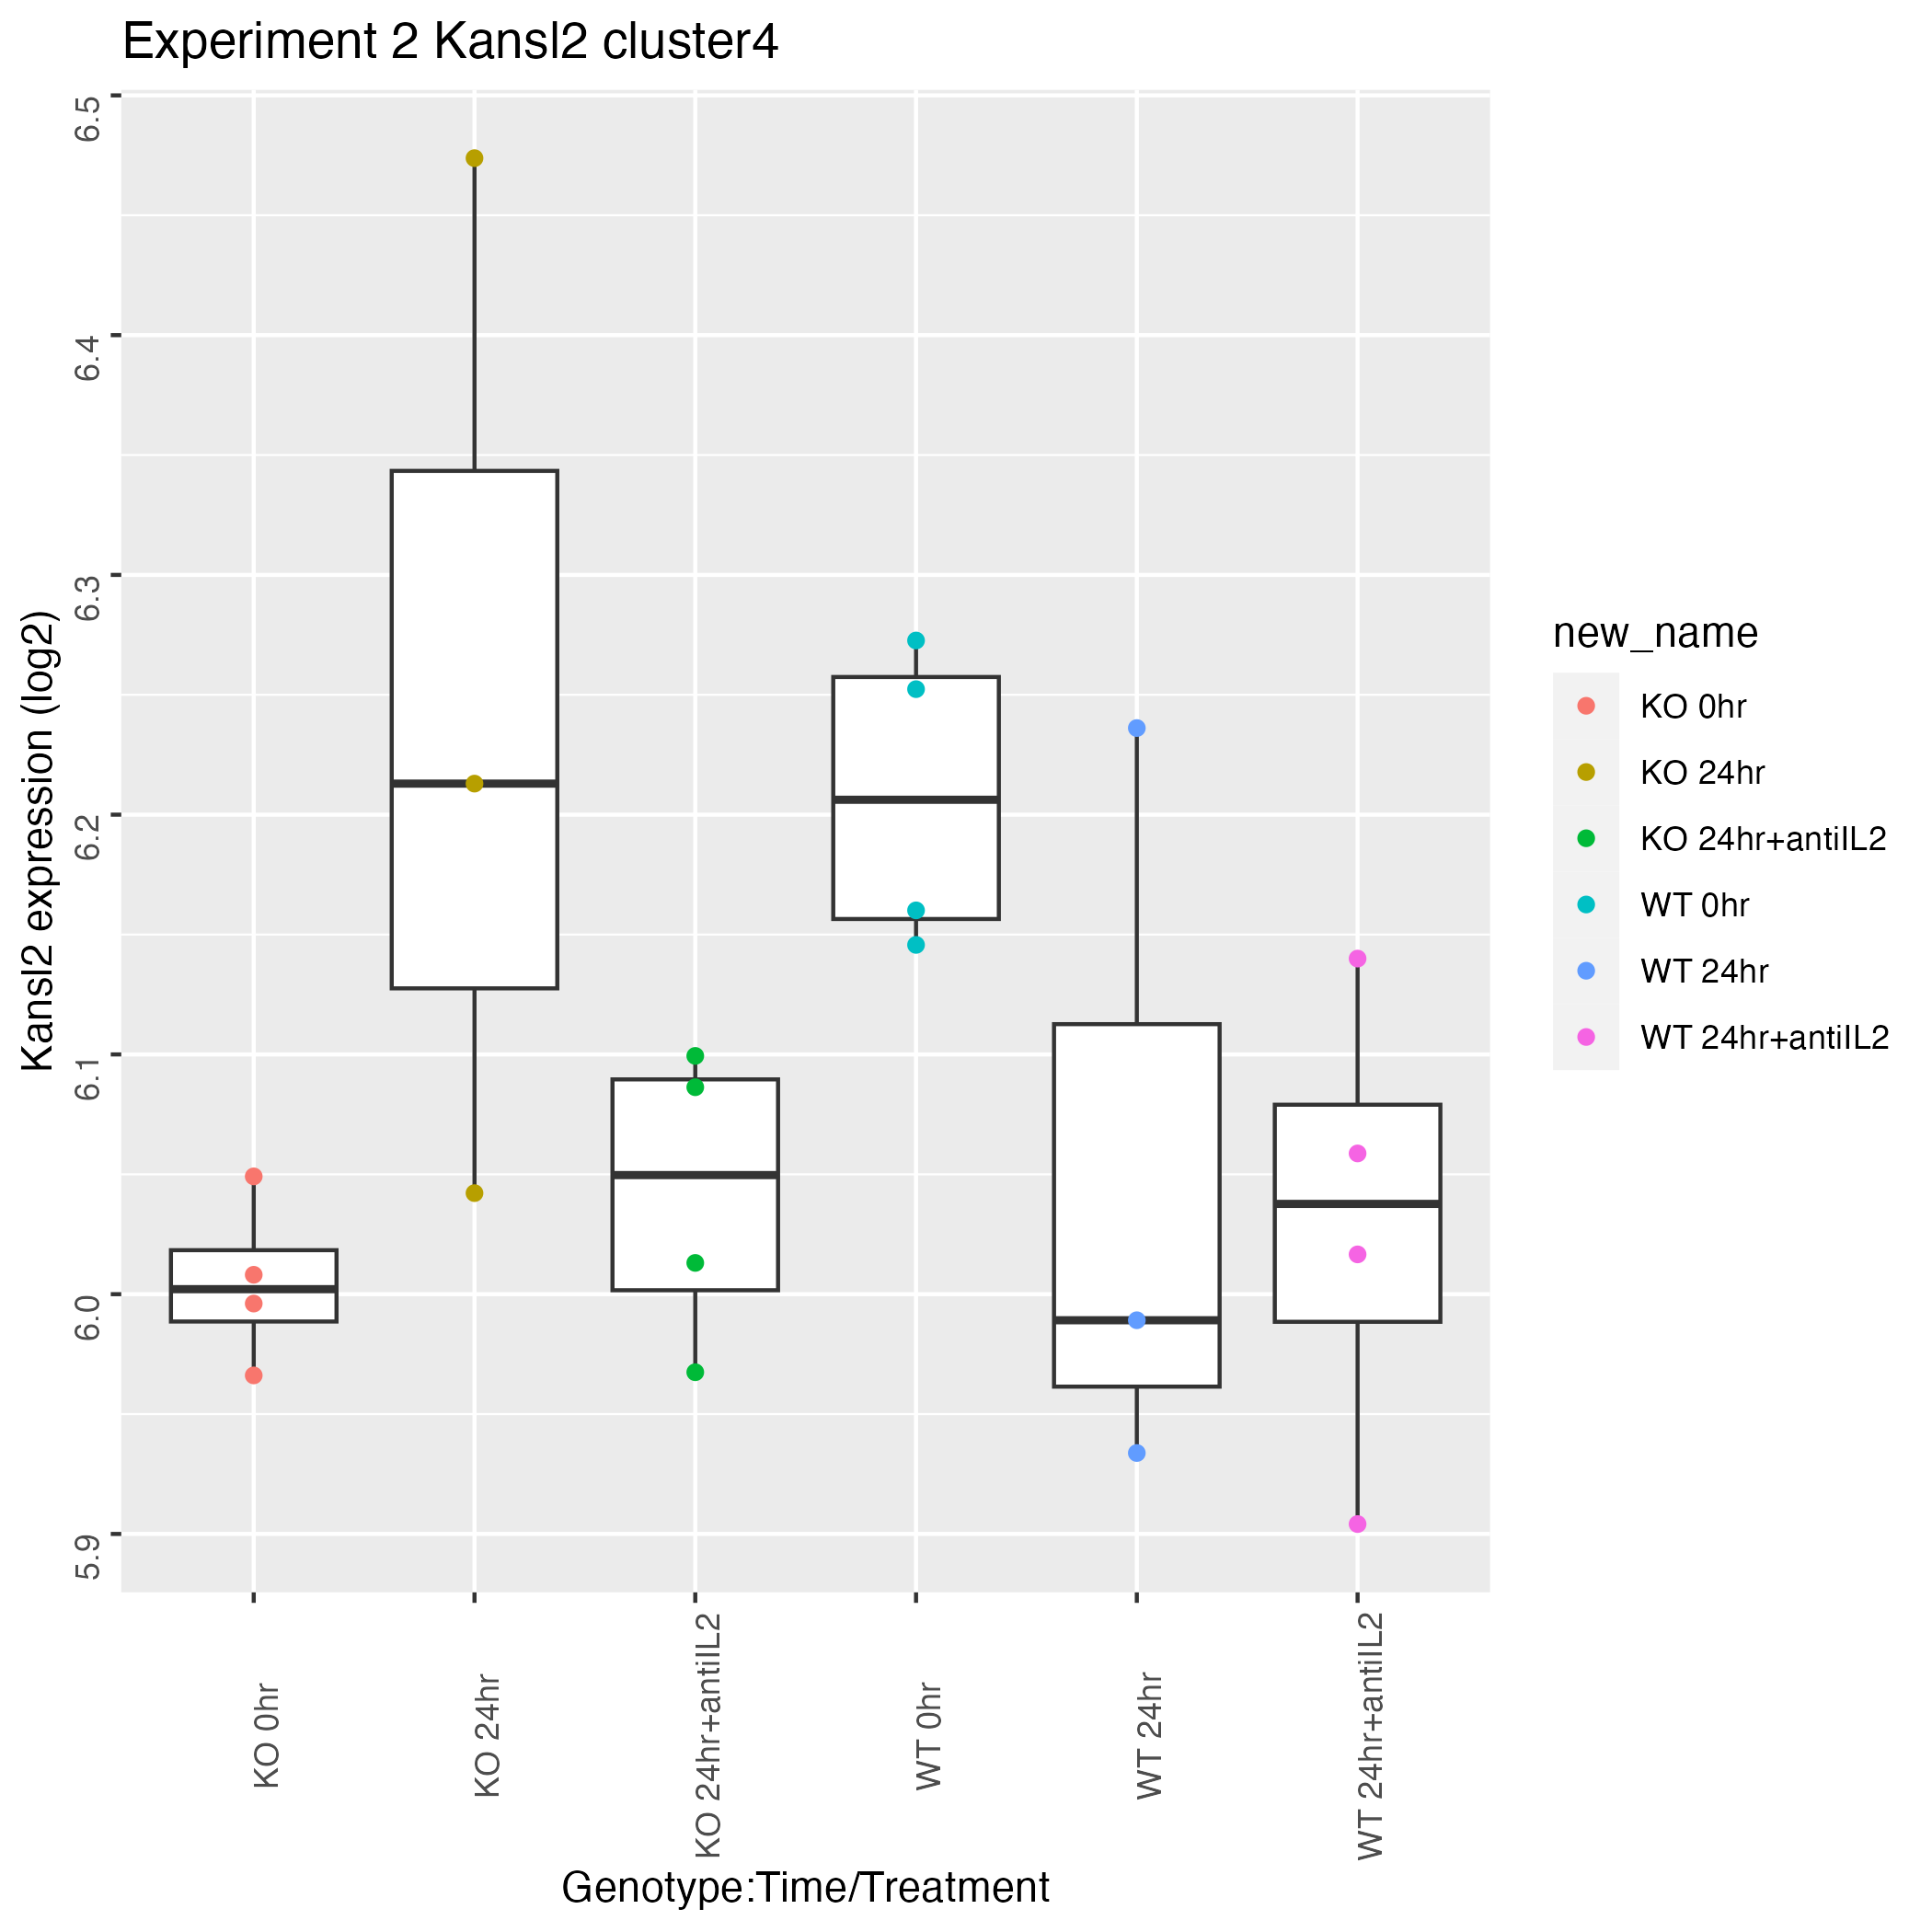 Experiment 2 Kansl2 cluster4
Kansl2 expression (log2)
6.5
6.4
6.3
6.2
6.1
6.0
5.9
KO 0hr
KO 24hr
KO 24hr+antiIL2
WT 0hr
WT 24hr
WT 24hr+antiIL2
Genotype:Time/Treatment
new_name
KO 0hr
KO 24hr
KO 24hr+antiIL2
WT 0hr
WT 24hr
WT 24hr+antiIL2